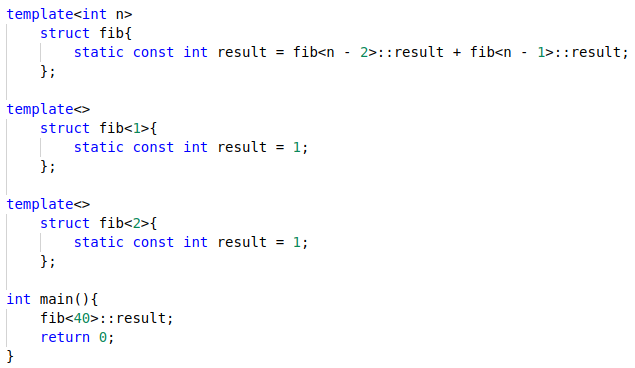 template<int n>
    struct fib{
        static const int result = fib<n - 2>::result + fib<n - 1>::result;
    };

template<>
    struct fib<1>{
        static const int result = 1;
    };

template<>
    struct fib<2>{
        static const int result = 1;
    };

int main(){
    fib<40>::result;
    return 0;
}